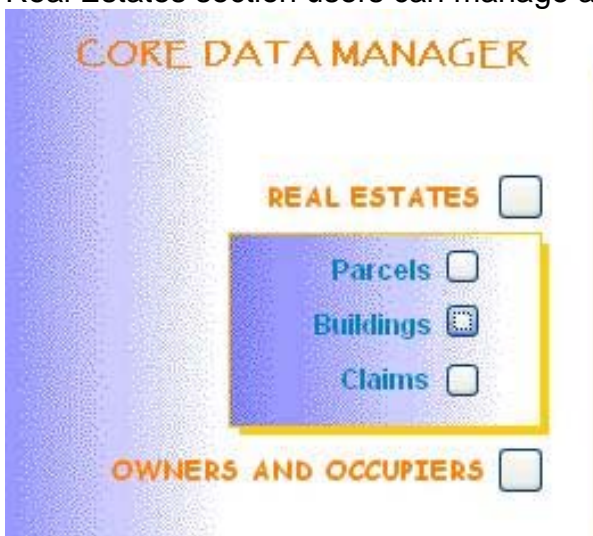 Real Estates section users can manage a
CORE DATA MANAGER
REAL ESTATES
Parcels
Buildings
Claims
OWNERS AND OCCUPIERS